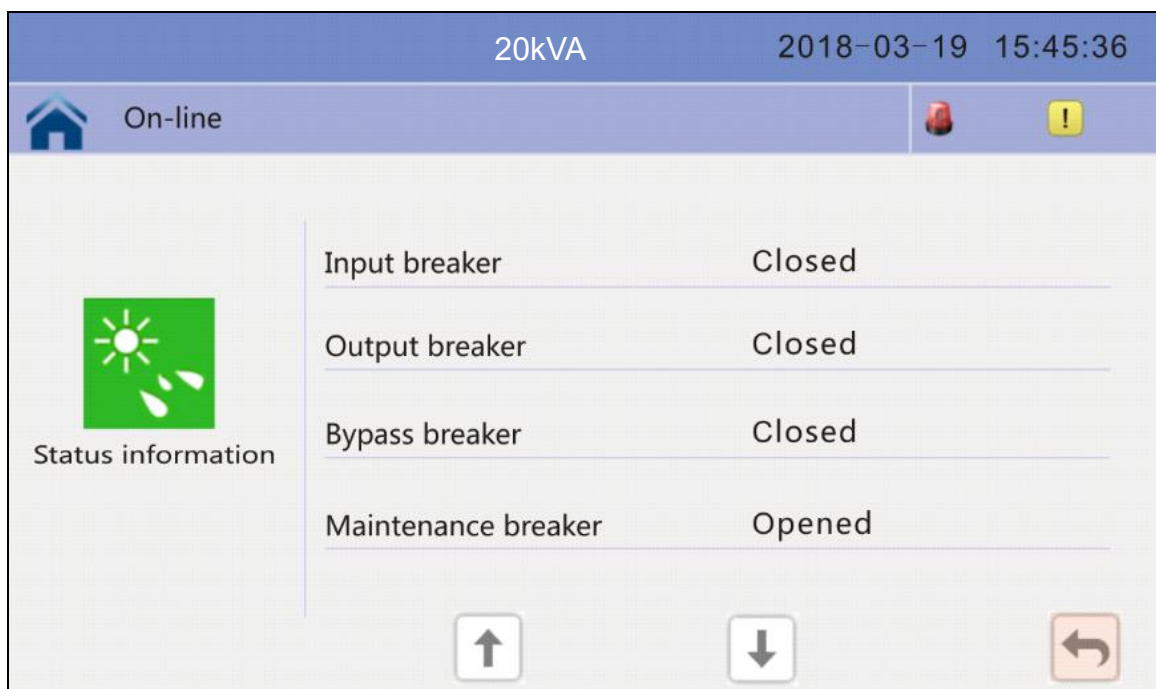 20kVA 2018-03-19 15:45:36
On-line !
Input breaker Closed
Output breaker Closed
Bypass breaker Closed
Status information
Maintenance breaker Opened